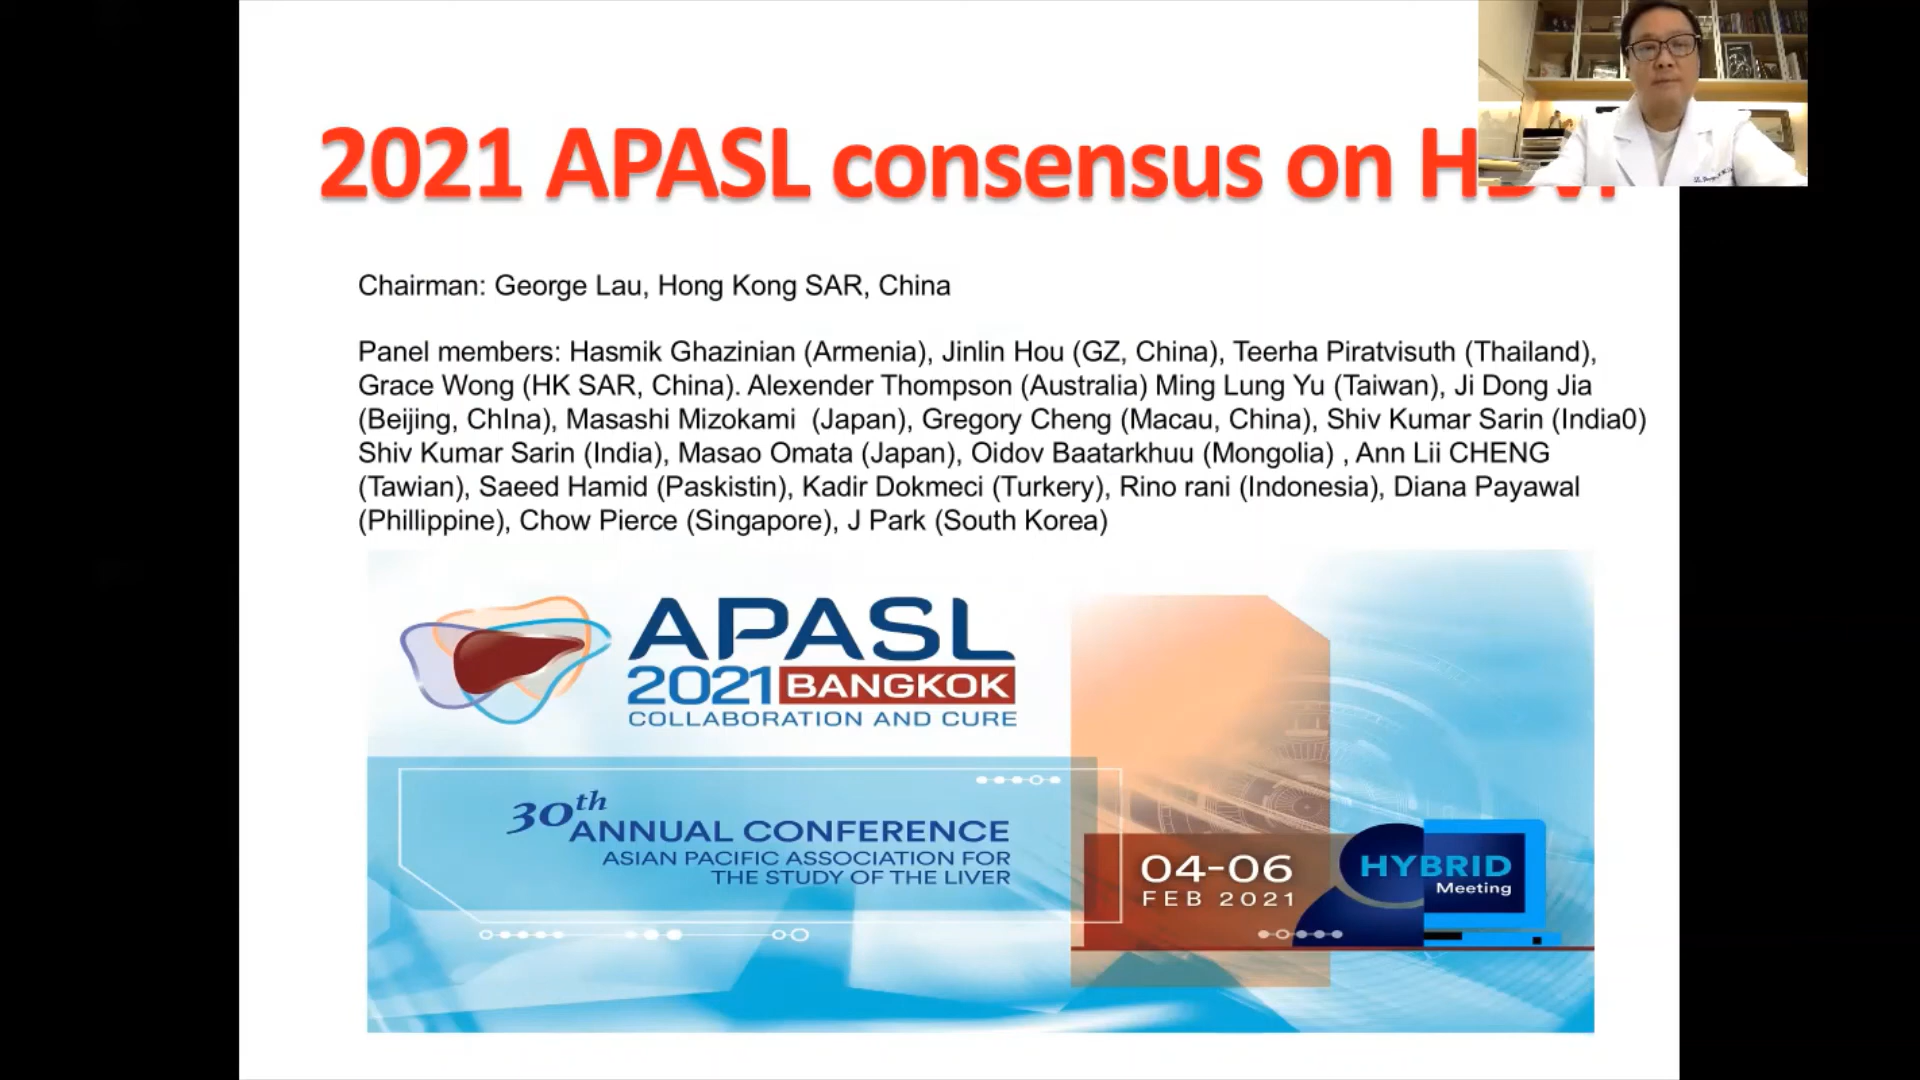 2021 APASL consensus on
Chairman: George Lau, Hong Kong SAR, China
Panel members: Hasmik Ghazinian (Armenia), Jinlin Hou (GZ, China), Teerha Piratvisuth (Thailand),
Grace Wong (HK SAR, China). Alexender Thompson (Australia) Ming Lung Yu (Taiwan), Ji Dong Jia
(Beijing, ChIna), Masashi Mizokami (Japan), Gregory Cheng (Macau, China), Shiv Kumar Sarin (India0)
Shiv Kumar Sarin (India), Masao Omata (Japan), Oidov Baatarkhuu (Mongolia) , Ann Lii CHENG
(Tawian), Saeed Hamid (Paskistin), Kadir Dokmeci (Turkery), Rino rani (Indonesia), Diana Payawal
(Phillippine), Chow Pierce (Singapore), J Park (South Korea)
APASL
2021 BANGKOK
COLLABORATION AND CURE
30th
ANNUAL CONFERENCE
ASIAN PACIFIC ASSOCIATION FOR
THE STUDY OF THE LIVER
04-06
FEB 2021
HYBRID
Meeting